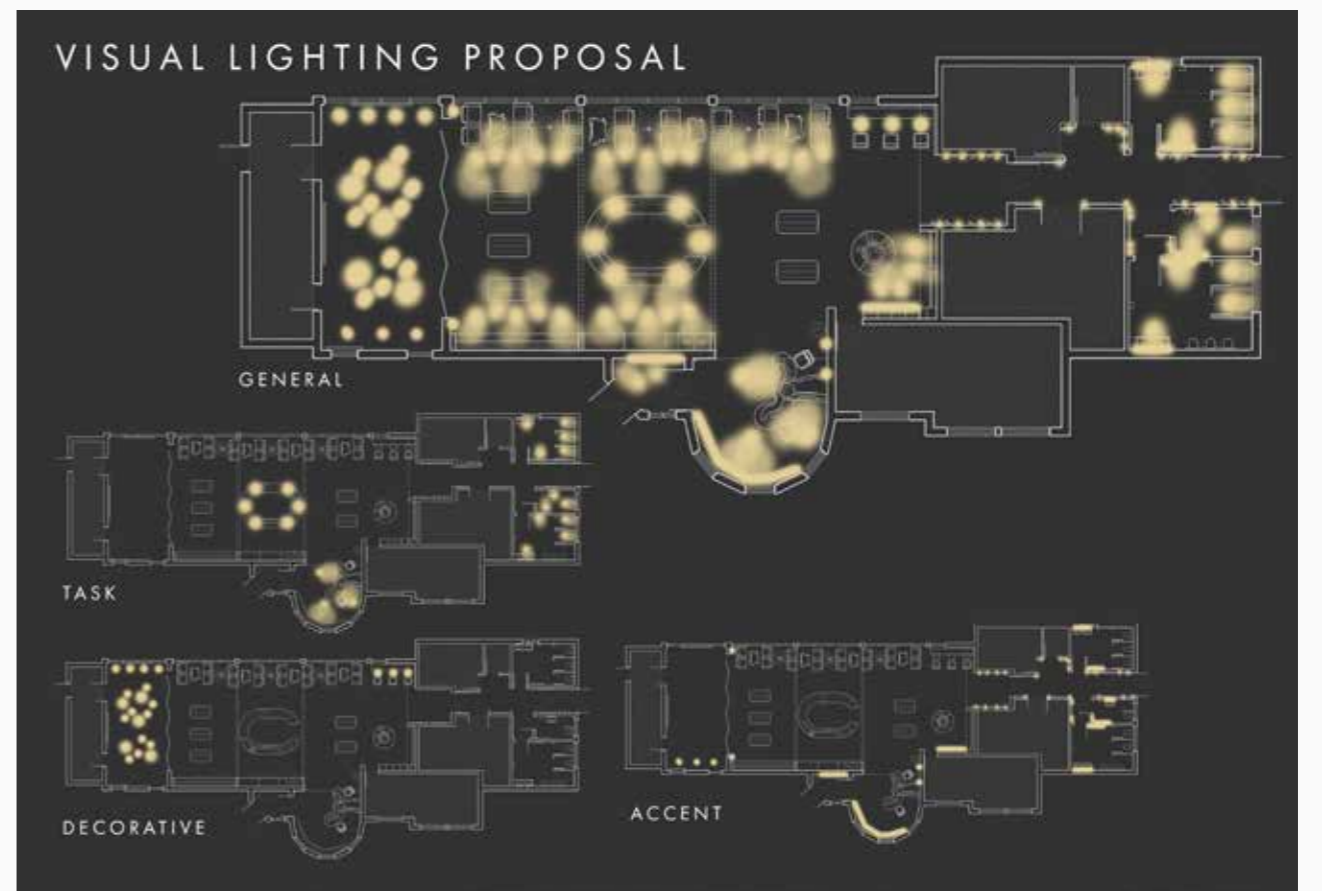 VISUAL LIGHTING PROPOSAL
GENERAL
TASK
DECORATIVE
ACCENT